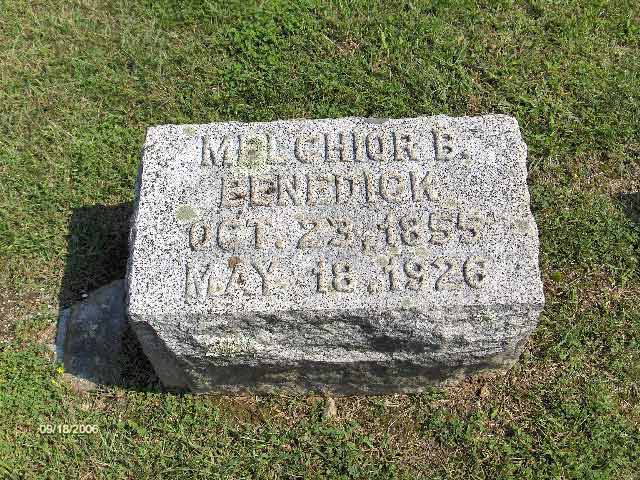 MELCHIOR B.
BENEDICK
OCT. 23, 1855
MAY 18, 1926
09/18/2006